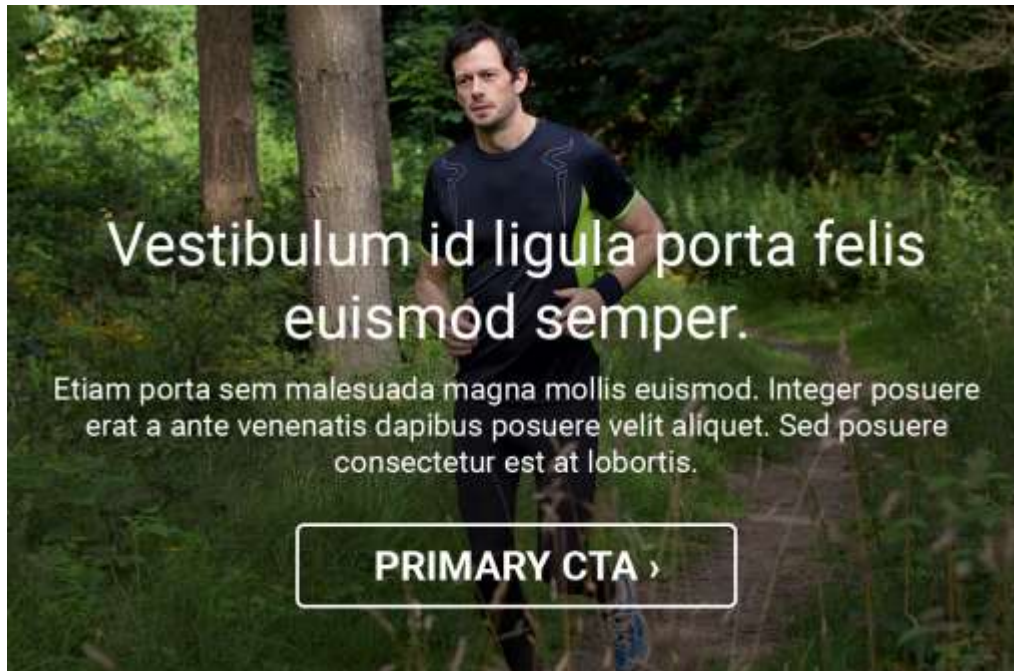 Vestibulum id ligula porta felis
euismod semper.
Etiam porta sem malesuada magna mollis euismod. Integer posuere
erat a ante venenatis dapibus posuere velit aliquet. Sed posuere
consectetur est at lobortis.
PRIMARY CTA ›